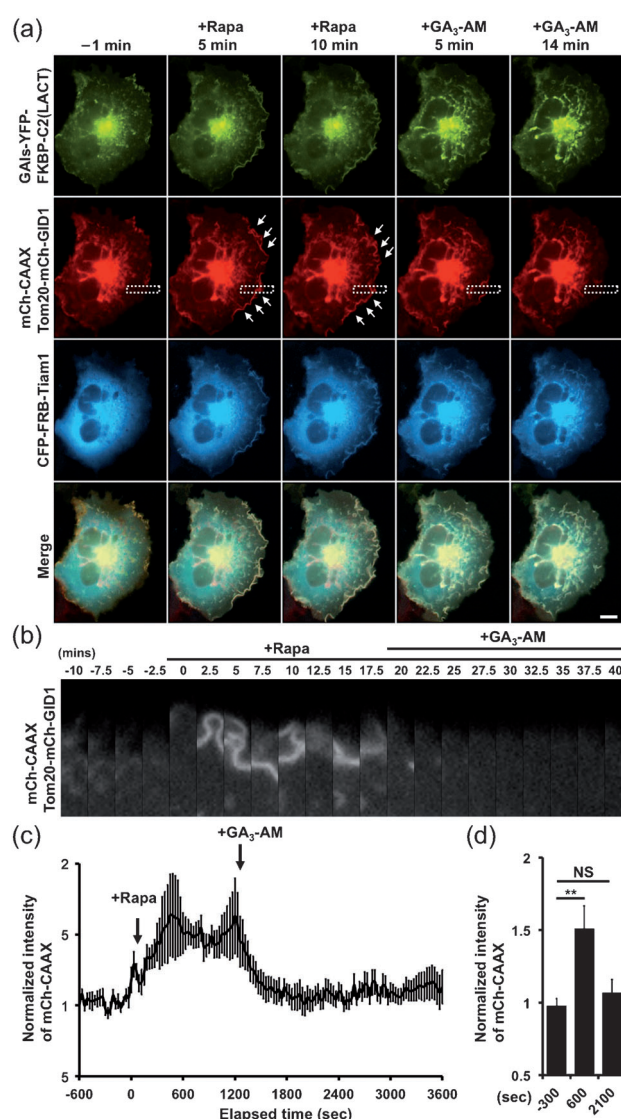 (a)
+Rapa +Rapa +GA3-AM +GA3-AM
−1 min 5 min 10 min 5 min 14 min
GAIs-YFP-
FKBP-C2(LACT)
mCh-CAAX
Tom20-mCh-GID1
CFP-FRB-Tiam1
Merge
(b)
+Rapa +GA3-AM
(mins)
-10 -7.5 -5 -2.5 0 2.5 5 7.5 10 12.5 15 17.5 20 22.5 25 27.5 30 32.5 35 37.5 40
mCh-CAAX
Tom20-mCh-GID1
(c)
+GA3-AM
+Rapa
Normalized intensity
of mCh-CAAX
2
5
1
5
-600 0 600 1200 1800 2400 3000 3600
Elapsed time (sec)
(d)
NS
**
Normalized intensity
of mCh-CAAX
2
1.5
1
0.5
-300 600 2100
(sec)